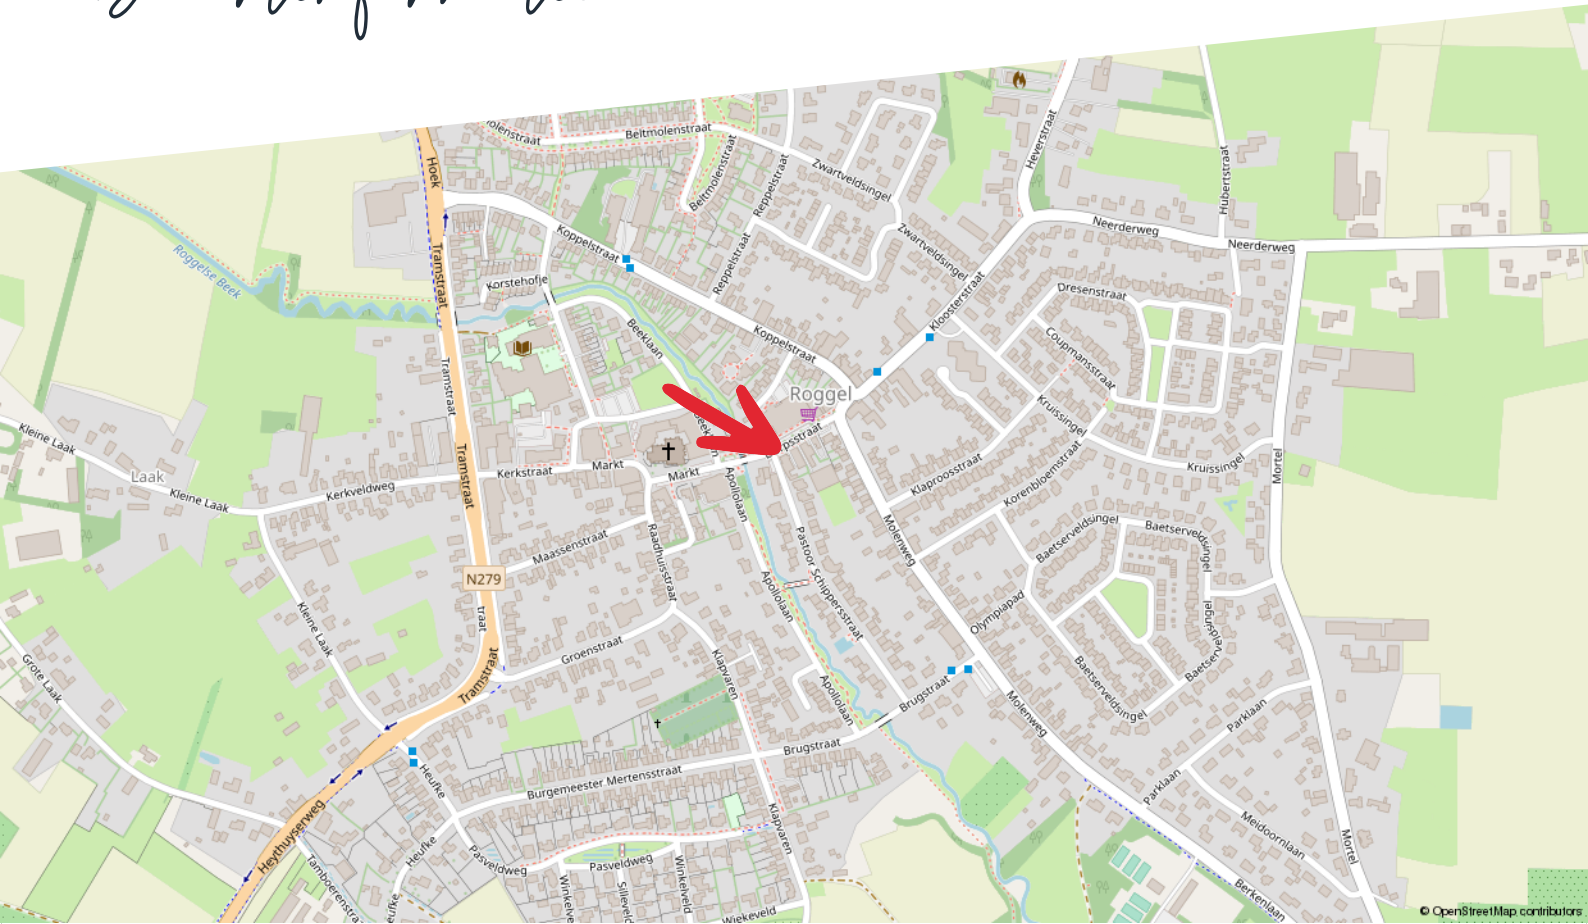 Beltmolenstraat
Hoek
Zwartveldsingel
Beltmolenstraat
Reppelstraat
Heverstraat
Hubertstraat
Neerderweg
Neerderweg
Koppelstraat
Zwartveldsingel
Roggelse Beek
Tramstraat
Reppelstraat
Korstehofje
Dresenstraat
Kloosterstraat
Beeklaan
Koppelstraat
Coupmansstraat
Tramstraat
Roggel
Kruissingel
Kleine Laak
Laak
Kleine Laak
Kerkveldweg
Tramstraat
Kerkstraat
Markt
Markt
Apollolaan
Klaproosstraat
Korenbloemstraat
Kruissingel
Mortel
Maassenstraat
Raadhuisstraat
Pastoor Schippersstraat
Molenweg
Baetserveldsingel
Baetserveldsingel
N279
traat
Apollolaan
Olympiapad
Kleine Laak
Groenstraat
Klapvaren
Apollolaan
Tramstraat
Grote Laak
Brugstraat
Molenweg
Baetserveldsingel
Parklaan
Brugstraat
Burgemeester Mertensstraat
Heufke
Klapvaren
Parklaan
Meidoornlaan
Mortel
Heythuyserweg
Heufke
Pasveldweg
Pasveldweg
Winkelveld
Berkenlaan
Wiekeveld
© OpenStreetMap contributors